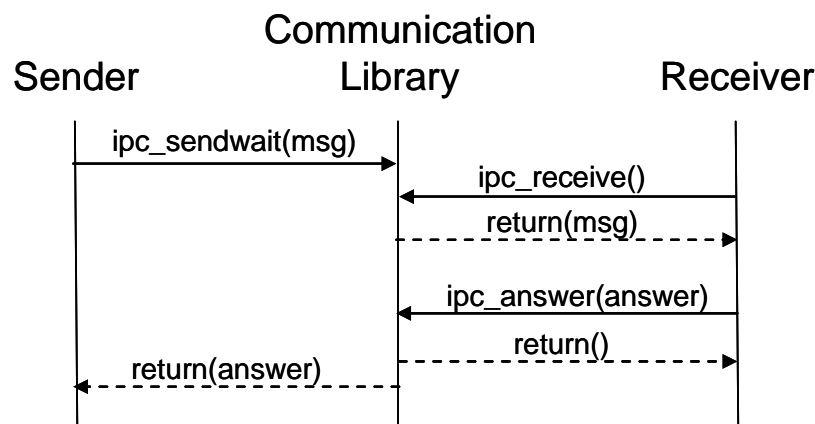 Communication
Sender Library Receiver
ipc_sendwait(msg)
ipc_receive()
return(msg)
ipc_answer(answer)
return()
return(answer)